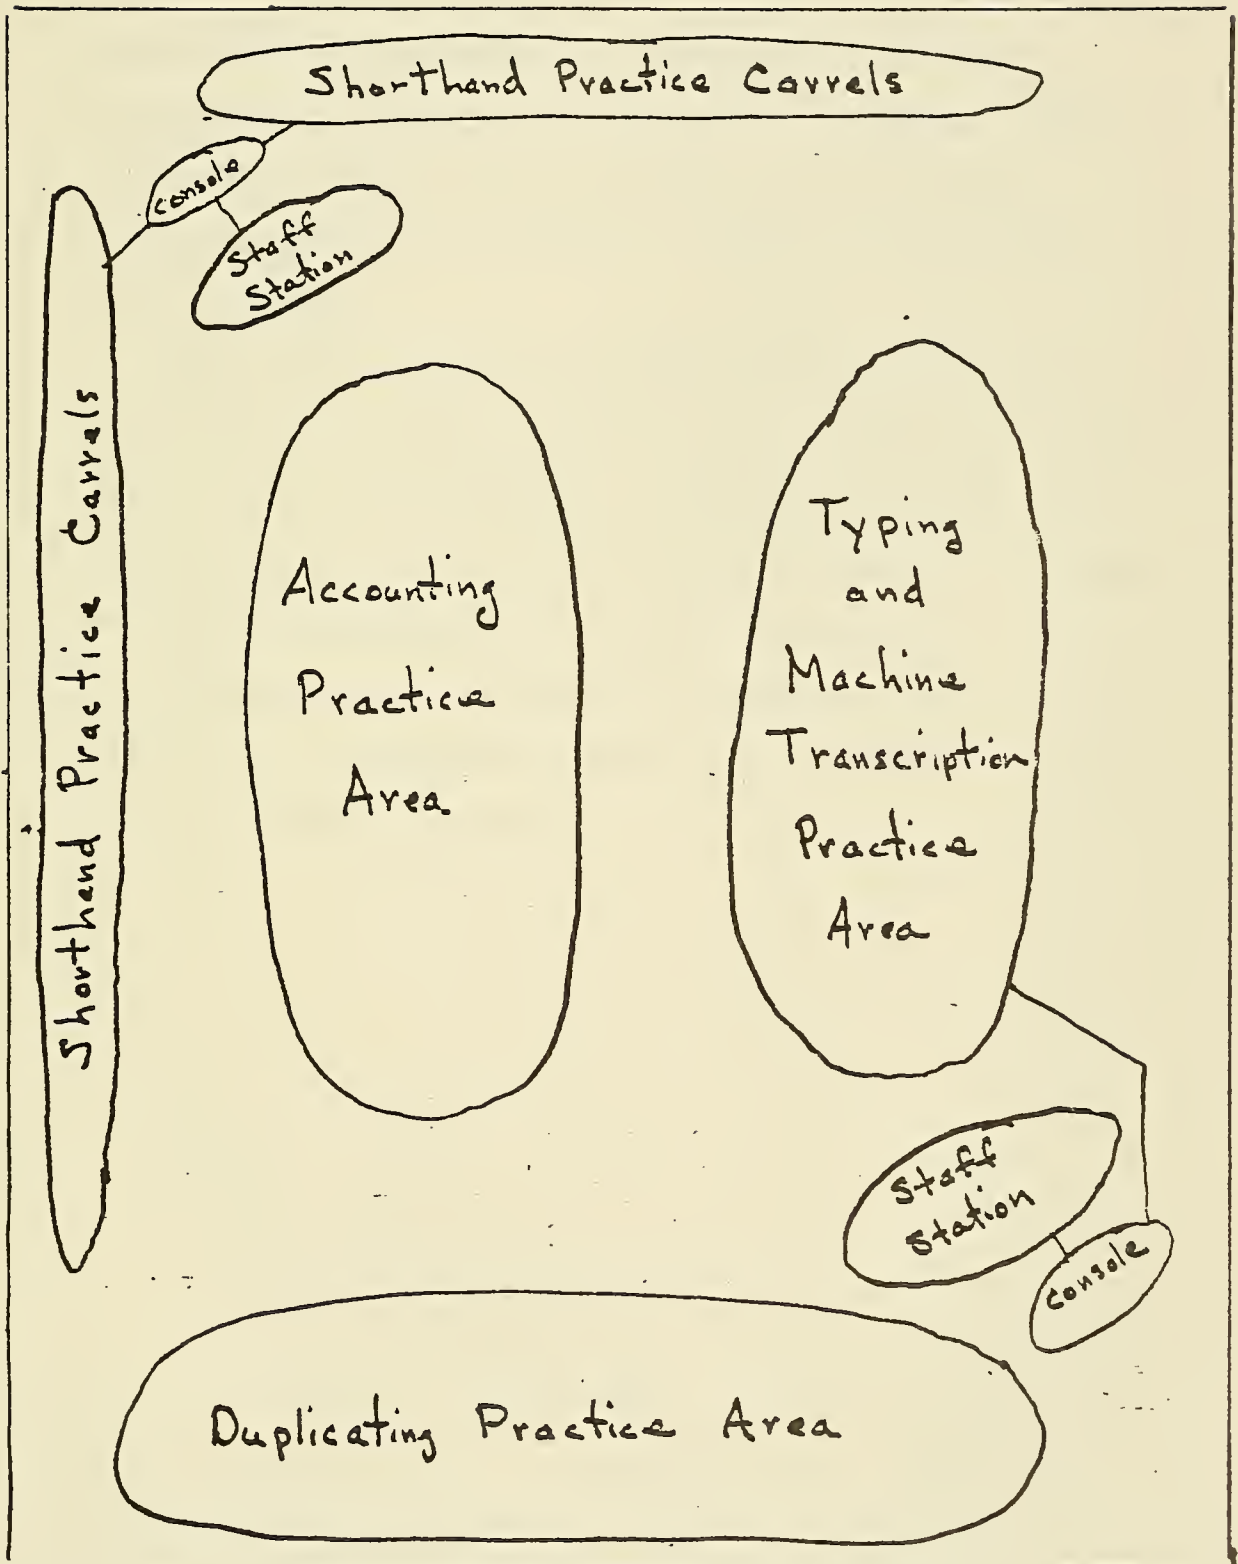 Shorthand Practice Carrels
console
Staff
Station
Shorthand Practice Carrels
Accounting
Practice
Area
Typing
and
Machine
Transcription
Practice
Area
Staff
Station
console
Duplicating Practice Area